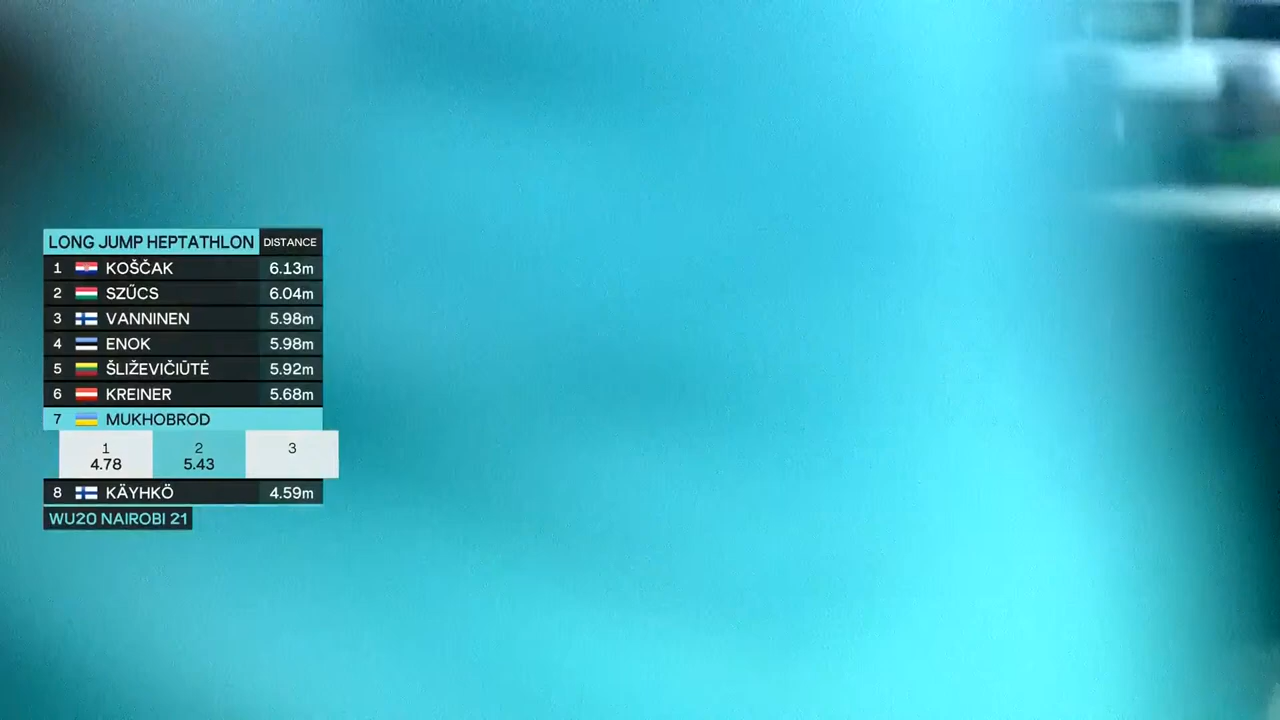 LONG JUMP HEPTATHLON DISTANCE
1 KOŠČAK 6.13m
2 SZŰCS 6.04m
3 VANNINEN 5.98m
4 ENOK 5.98m
5 ŠLIŽEVIČIŪTĖ 5.92m
6 KREINER 5.68m
7 MUKHOBROD
1 2 3
4.78 5.43
8 KÄYHKÖ 4.59m
WU20 NAIROBI 21